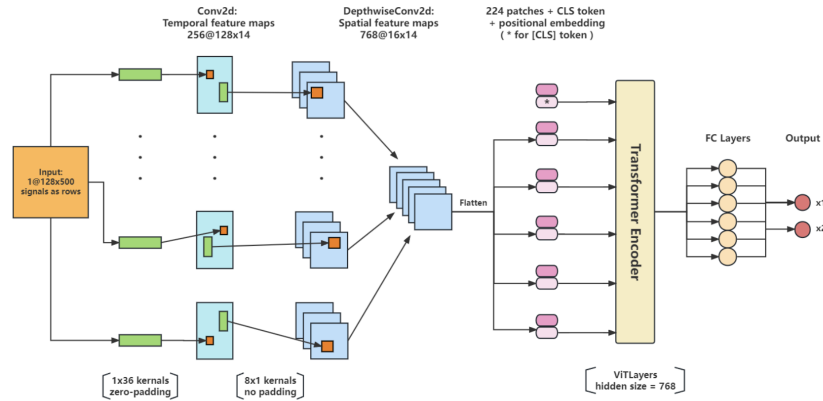 Conv2d:
Temporal feature maps
256@128x14
DepthwiseConv2d:
Spatial feature maps
768@16x14
224 patches + CLS token
+ positional embedding
( * for [CLS] token )
*
Input:
1@128x500
signals as rows
Flatten
Transformer Encoder
FC Layers
Output
x1
x2
1x36 kernals
zero-padding
8x1 kernals
no padding
ViTLayers
hidden size = 768